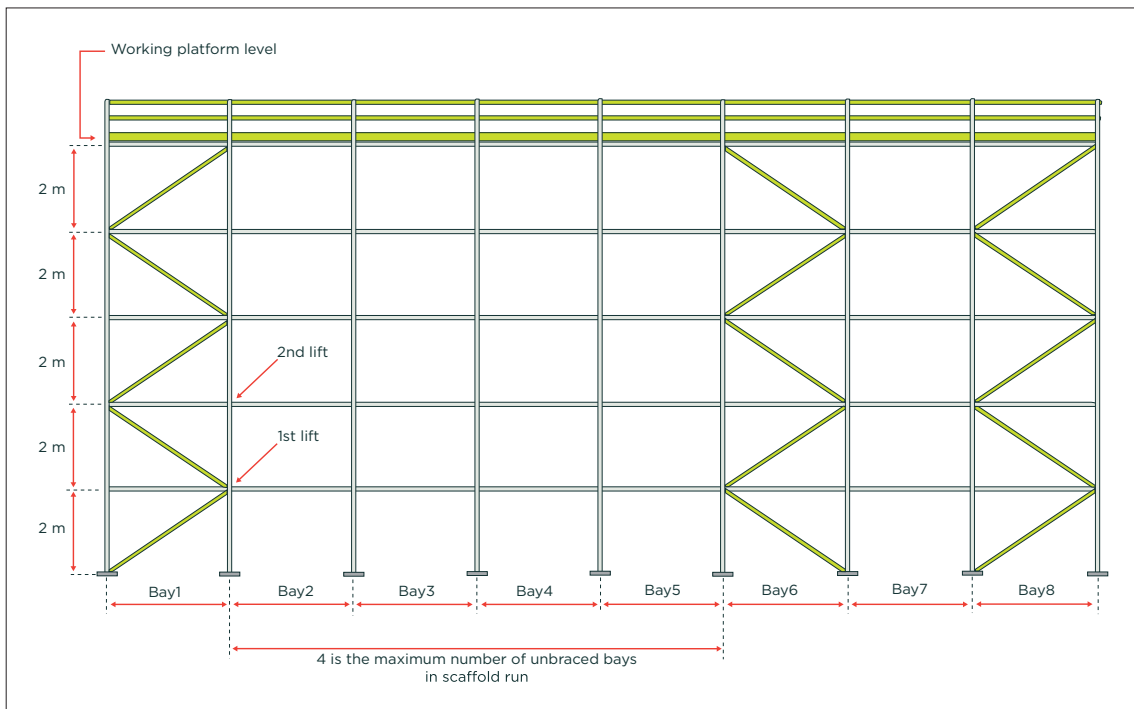 Working platform level
2 m
2 m
2 m
2nd lift
2 m
1st lift
2 m
Bay1 Bay2 Bay3 Bay4 Bay5 Bay6 Bay7 Bay8
4 is the maximum number of unbraced bays
in scaffold run